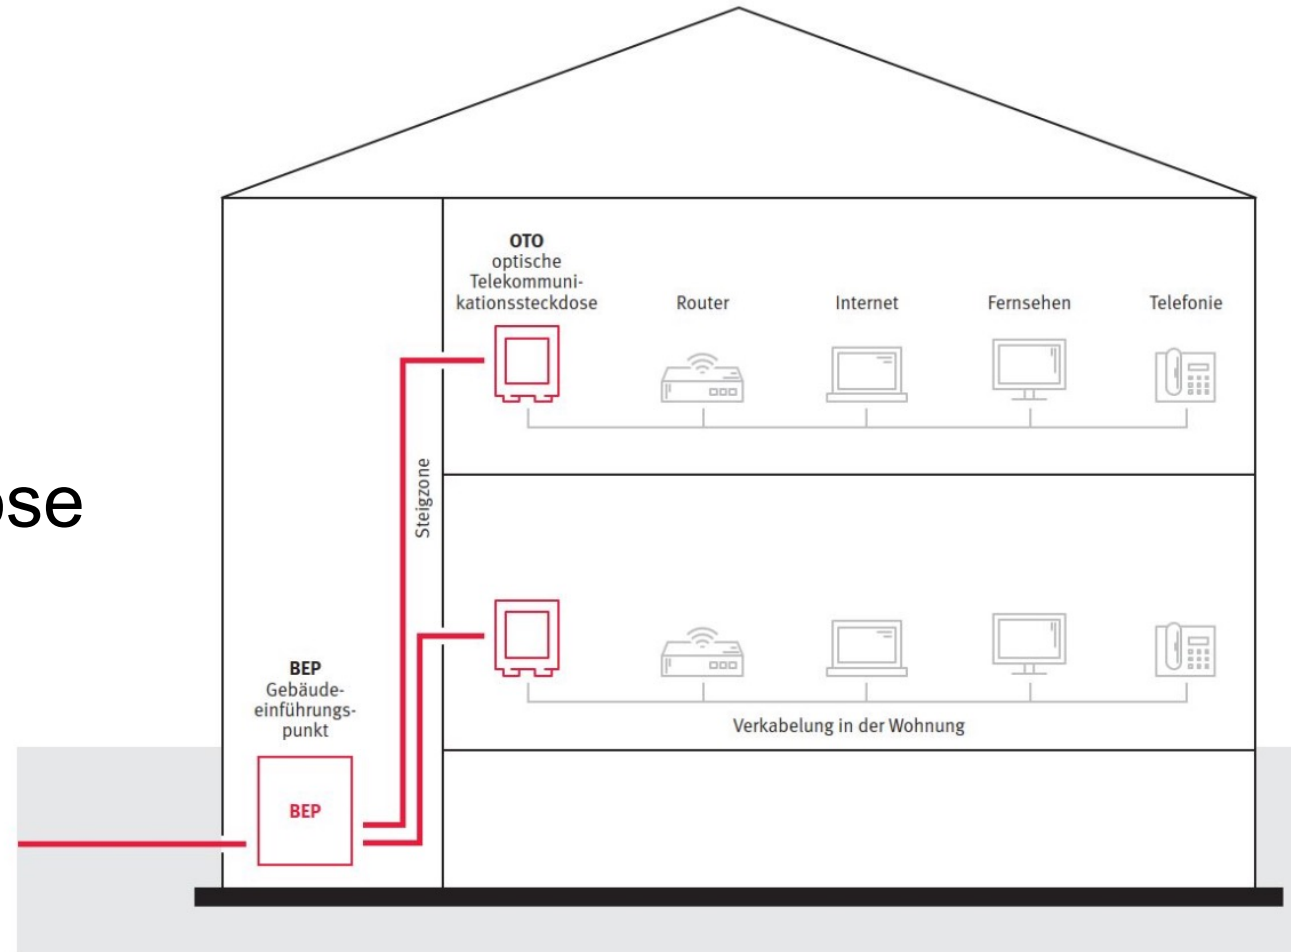 OTO
optische
Telekommuni-
kationssteckdose
Router
Internet
Fernsehen
Telefonie
Steigzone
ose
BEP
Gebäude-
einführungs-
punkt
Verkabelung in der Wohnung
BEP